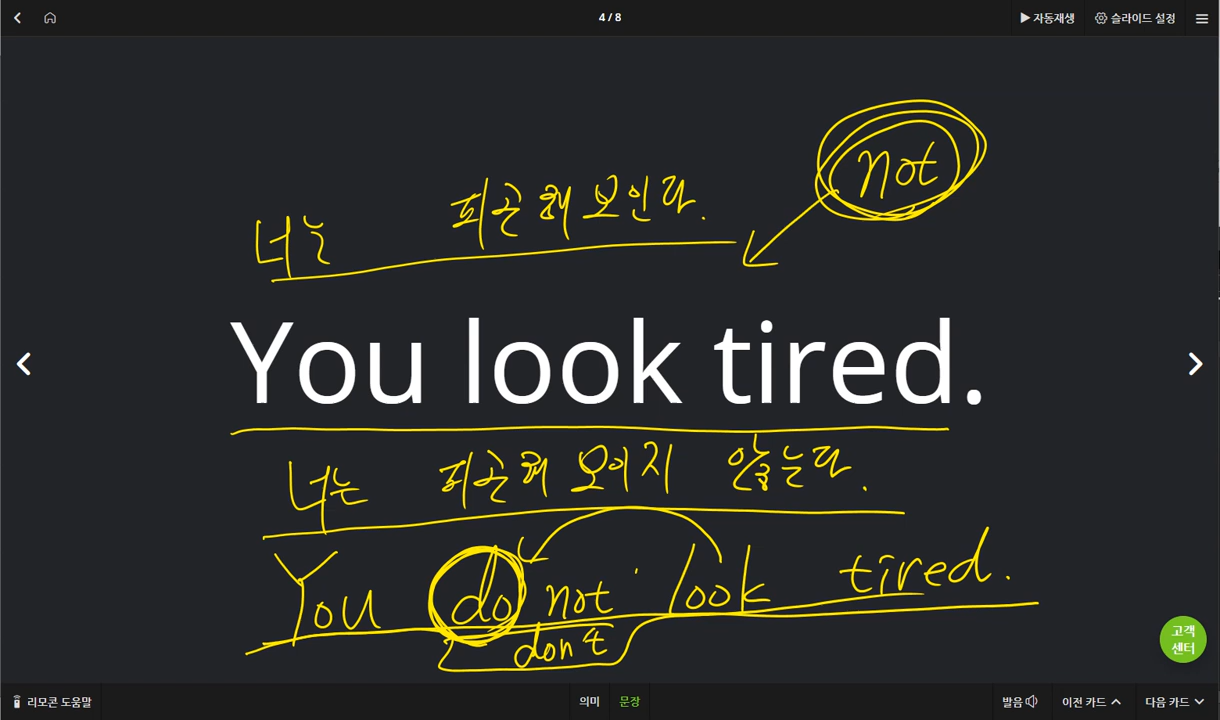 4 / 8
자동재생
슬라이드 설정
not
너는 피곤해 보인다.
You look tired.
너는 피곤해 보이지 않는다.
You do not look tired.
don't
고객
센터
리모콘 도움말
의미
문장
발음
이전 카드
다음 카드